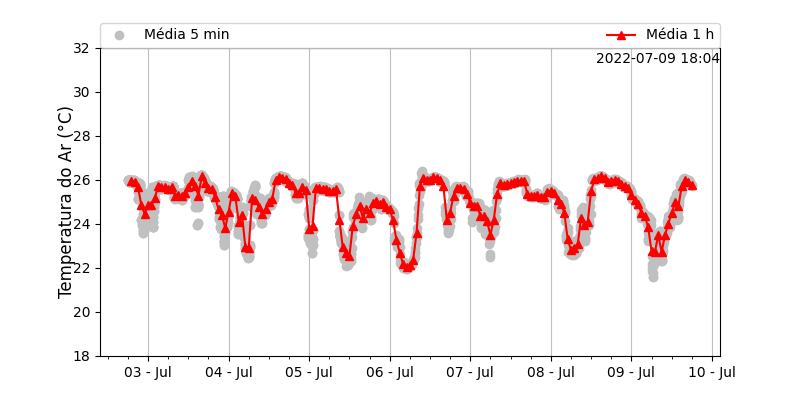 Média 5 min
Média 1 h
2022-07-09 18:04
Temperatura do Ar (°C)
32
30
28
26
24
22
20
18
03 - Jul
04 - Jul
05 - Jul
06 - Jul
07 - Jul
08 - Jul
09 - Jul
10 - Jul